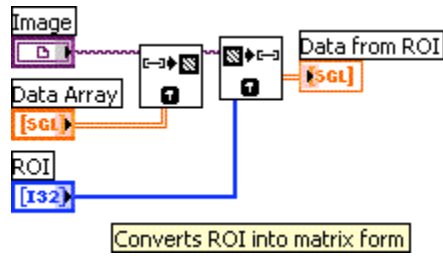 Image
Data from ROI
SGL]
Data Array
[SGL]
T
T
ROI
[I32]
Converts ROI into matrix form